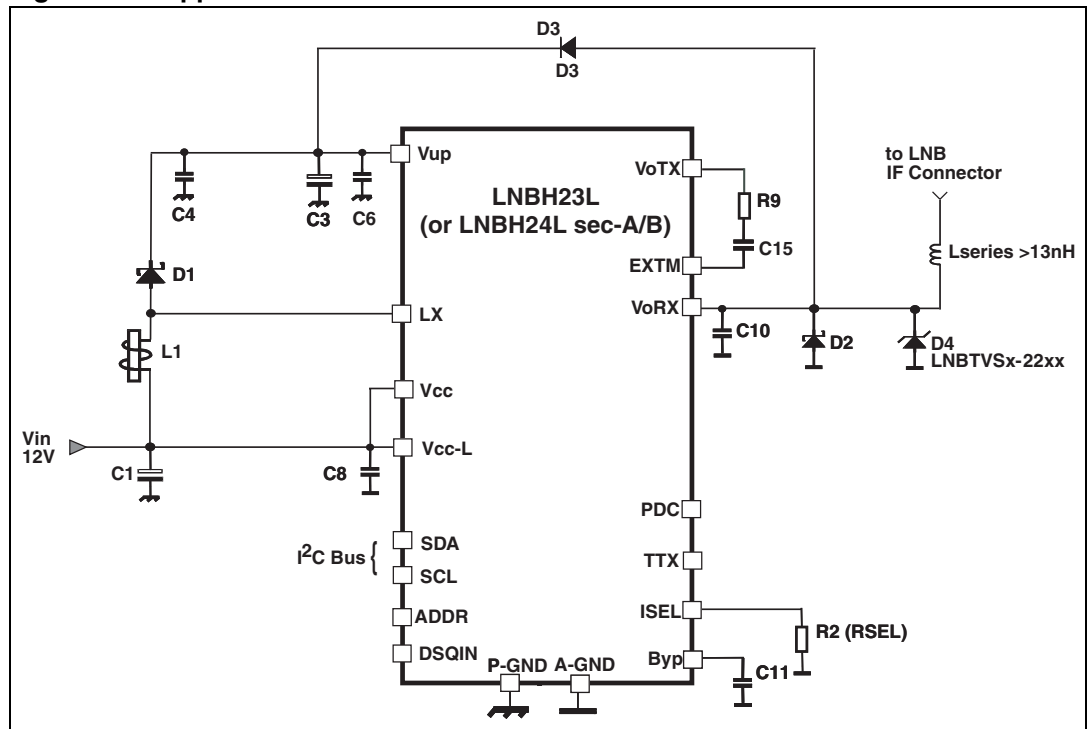 D3
D3
Vup
VoTX
to LNB
IF Connector
LNBH23L
(or LNBH24L sec-A/B)
R9
C4
C3
C6
C15
EXTM
Lseries >13nH
D1
VoRX
LX
C10
D2
D4
LNBTVSx-22xx
L1
Vcc
Vin
12V
Vcc-L
C1
C8
PDC
I2C Bus {
SDA
TTX
SCL
ISEL
ADDR
R2 (RSEL)
DSQIN
P-GND
A-GND
Byp
C11